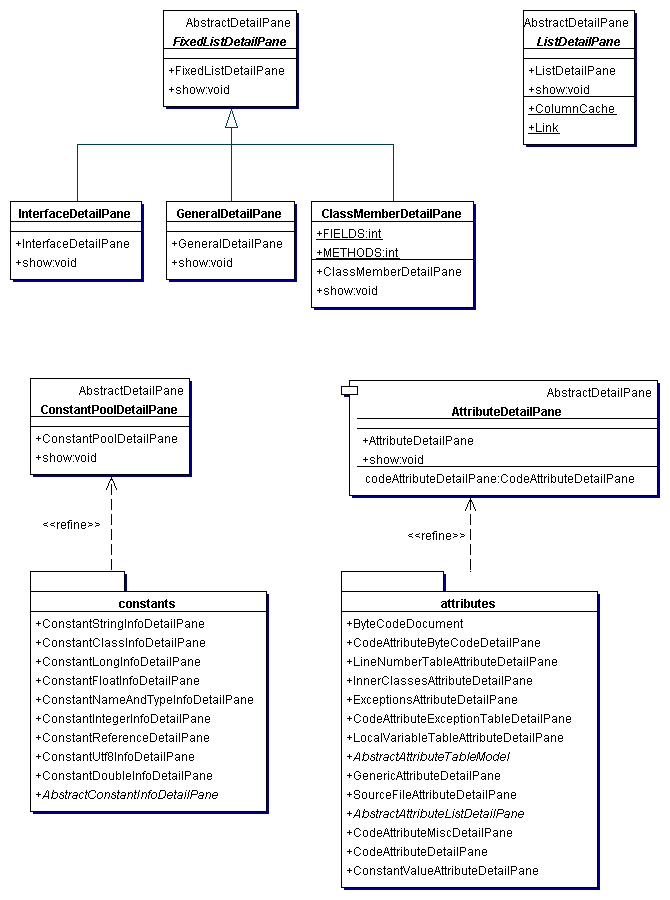 AbstractDetailPane
FixedListDetailPane
+FixedListDetailPane
+show:void
AbstractDetailPane
ListDetailPane
+ListDetailPane
+show:void
+ColumnCache
+Link
InterfaceDetailPane
+InterfaceDetailPane
+show:void
GeneralDetailPane
+GeneralDetailPane
+show:void
ClassMemberDetailPane
+FIELDS:int
+METHODS:int
+ClassMemberDetailPane
+show:void
AbstractDetailPane
ConstantPoolDetailPane
+ConstantPoolDetailPane
+show:void
AbstractDetailPane
AttributeDetailPane
+AttributeDetailPane
+show:void
codeAttributeDetailPane:CodeAttributeDetailPane
<<refine>>
<<refine>>
constants
+ConstantStringInfoDetailPane
+ConstantClassInfoDetailPane
+ConstantLongInfoDetailPane
+ConstantFloatInfoDetailPane
+ConstantNameAndTypeInfoDetailPane
+ConstantIntegerInfoDetailPane
+ConstantReferenceDetailPane
+ConstantUtf8InfoDetailPane
+ConstantDoubleInfoDetailPane
+AbstractConstantInfoDetailPane
attributes
+ByteCodeDocument
+CodeAttributeByteCodeDetailPane
+LineNumberTableAttributeDetailPane
+InnerClassesAttributeDetailPane
+ExceptionsAttributeDetailPane
+CodeAttributeExceptionTableDetailPane
+LocalVariableTableAttributeDetailPane
+AbstractAttributeTableModel
+GenericAttributeDetailPane
+SourceFileAttributeDetailPane
+AbstractAttributeListDetailPane
+CodeAttributeMiscDetailPane
+CodeAttributeDetailPane
+ConstantValueAttributeDetailPane